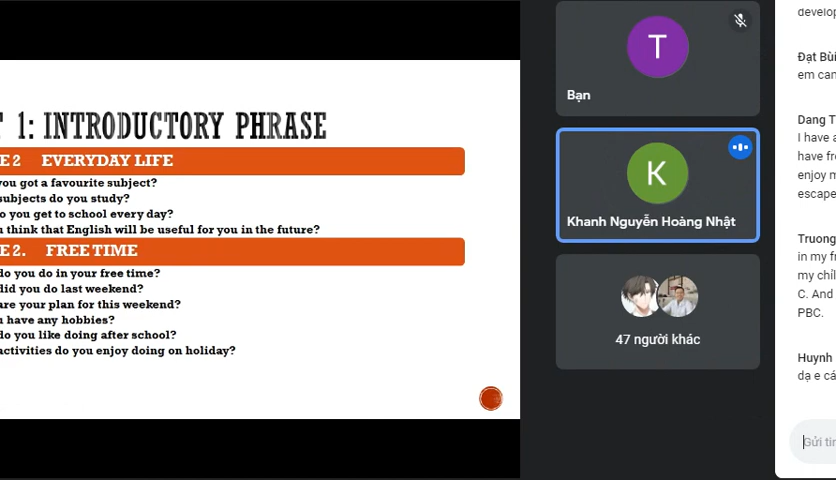 1: INTRODUCTORY PHRASE
E 2 EVERYDAY LIFE
you got a favourite subject?
subjects do you study?
o you get to school every day?
u think that English will be useful for you in the future?
E 2. FREE TIME
do you do in your free time?
did you do last weekend?
are your plan for this weekend?
u have any hobbies?
do you like doing after school?
activities do you enjoy doing on holiday?
T
Bạn
K
Khanh Nguyễn Hoàng Nhật
47 người khác
develop
Đạt Bùi
em cam
Dang T
I have a
have fre
enjoy m
escape
Truong
in my fr
my chil
C. And
PBC.
Huynh
dạ e cá
Gửi tin